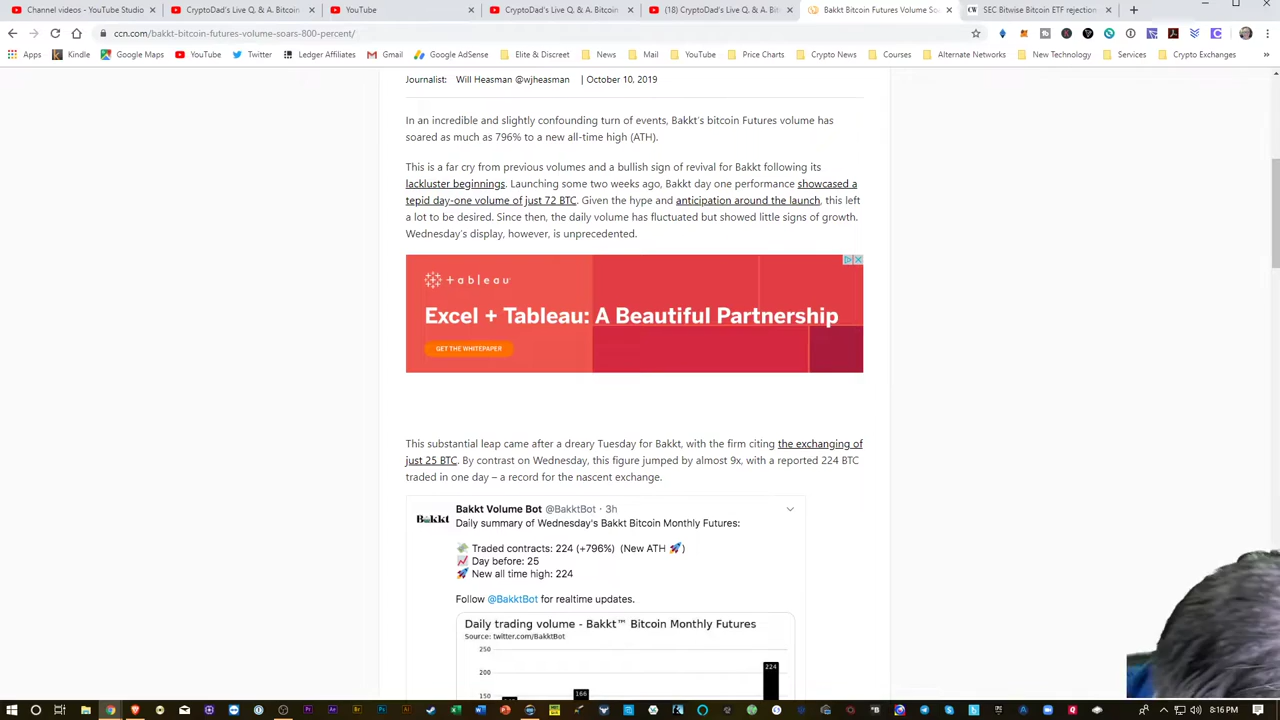 Channel videos - YouTube Studio
CryptoDad's Live Q. & A. Bitcoin
YouTube
CryptoDad's Live Q. & A. Bitcoin
(18) CryptoDad's Live Q. & A. Bit
Bakkt Bitcoin Futures Volume So
SEC Bitwise Bitcoin ETF rejection
ccn.com/bakkt-bitcoin-futures-volume-soars-800-percent/
Apps Kindle Google Maps YouTube Twitter Ledger Affiliates Gmail Google AdSense Elite & Discreet News Mail YouTube Price Charts Crypto News Courses Alternate Networks New Technology Services Crypto Exchanges
Journalist: Will Heasman @wjheasman | October 10, 2019
In an incredible and slightly confounding turn of events, Bakkt's bitcoin Futures volume has
soared as much as 796% to a new all-time high (ATH).
This is a far cry from previous volumes and a bullish sign of revival for Bakkt following its
lackluster beginnings. Launching some two weeks ago, Bakkt day one performance showcased a
tepid day-one volume of just 72 BTC. Given the hype and anticipation around the launch, this left
a lot to be desired. Since then, the daily volume has fluctuated but showed little signs of growth.
Wednesday's display, however, is unprecedented.
+ableau
Excel + Tableau: A Beautiful Partnership
GET THE WHITEPAPER
This substantial leap came after a dreary Tuesday for Bakkt, with the firm citing the exchanging of
just 25 BTC. By contrast on Wednesday, this figure jumped by almost 9x, with a reported 224 BTC
traded in one day – a record for the nascent exchange.
Bakkt
Bakkt Volume Bot @BakktBot · 3h
Daily summary of Wednesday's Bakkt Bitcoin Monthly Futures:
Traded contracts: 224 (+796%) (New ATH 🚀)
Day before: 25
New all time high: 224
Follow @BakktBot for realtime updates.
Daily trading volume - Bakkt™ Bitcoin Monthly Futures
Source: twitter.com/BakktBot
250
224
200
166
150
8:16 PM